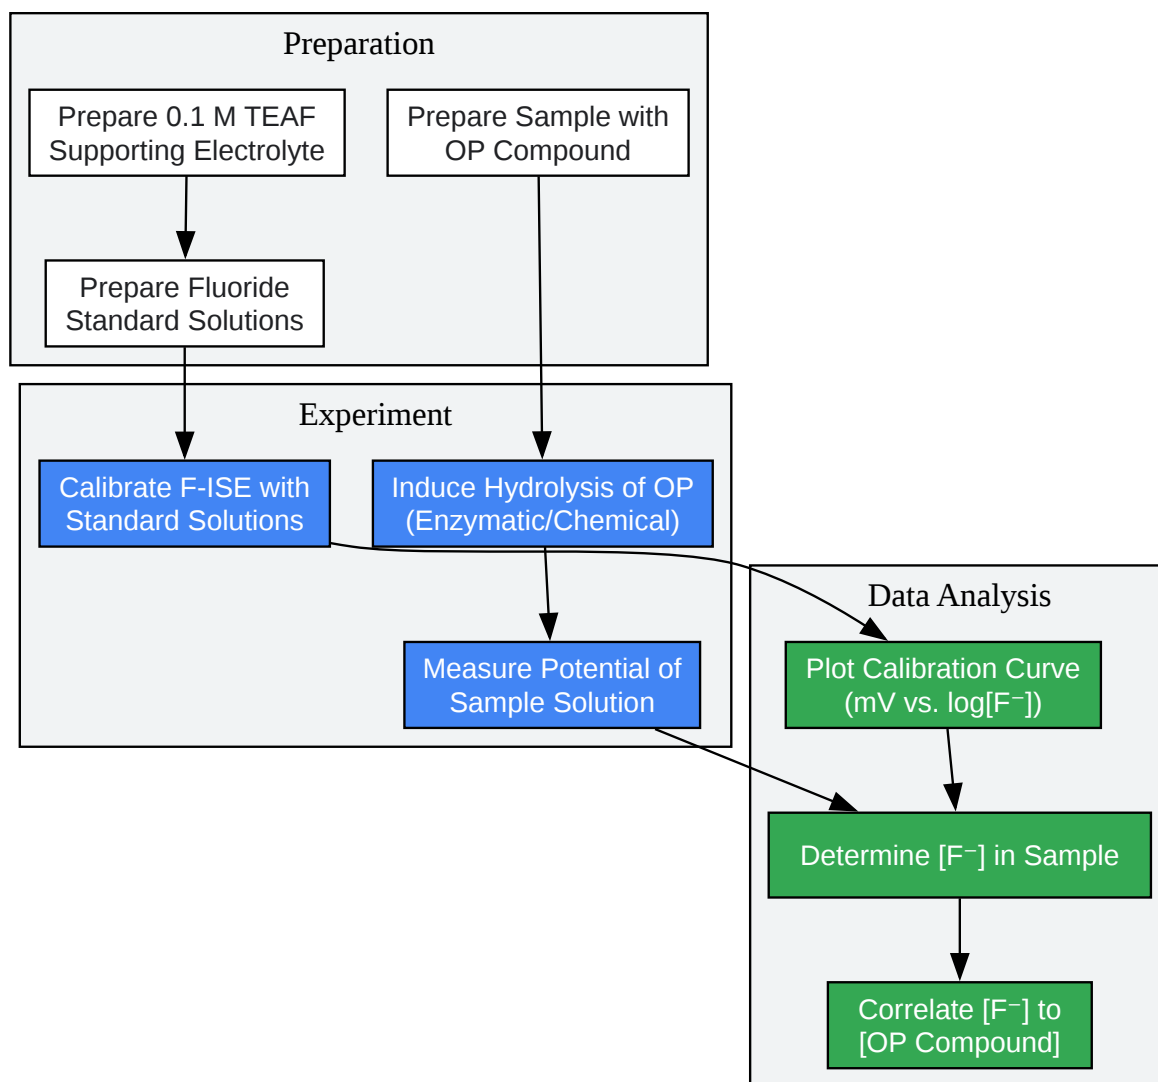 Preparation
Prepare 0.1 M TEAF
Supporting Electrolyte
Prepare Sample with
OP Compound
Prepare Fluoride
Standard Solutions
Experiment
Calibrate F-ISE with
Standard Solutions
Induce Hydrolysis of OP
(Enzymatic/Chemical)
Measure Potential of
Sample Solution
Data Analysis
Plot Calibration Curve
(mV vs. log[F⁻])
Determine [F⁻] in Sample
Correlate [F⁻] to
[OP Compound]